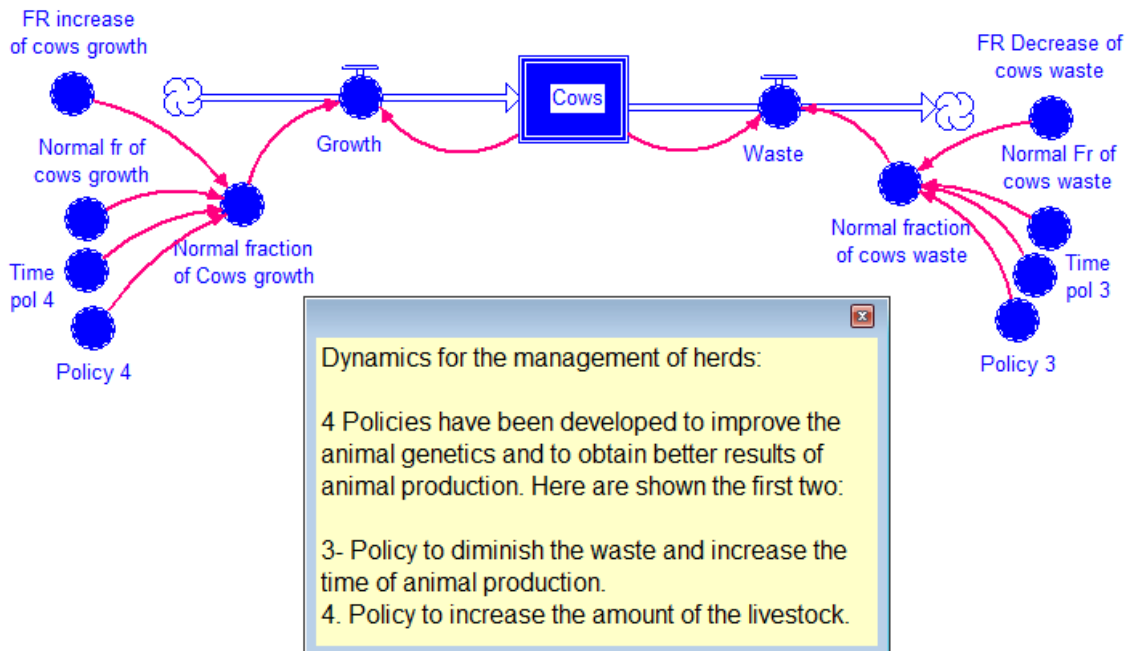 FR increase
of cows growth
FR Decrease of
cows waste
Cows
Growth
Waste
Normal fr of
cows growth
Normal Fr of
cows waste
Normal fraction
of Cows growth
Normal fraction
of cows waste
Time
pol 4
Time
pol 3
Policy 4
Policy 3
x
Dynamics for the management of herds:
4 Policies have been developed to improve the
animal genetics and to obtain better results of
animal production. Here are shown the first two:
3- Policy to diminish the waste and increase the
time of animal production.
4. Policy to increase the amount of the livestock.